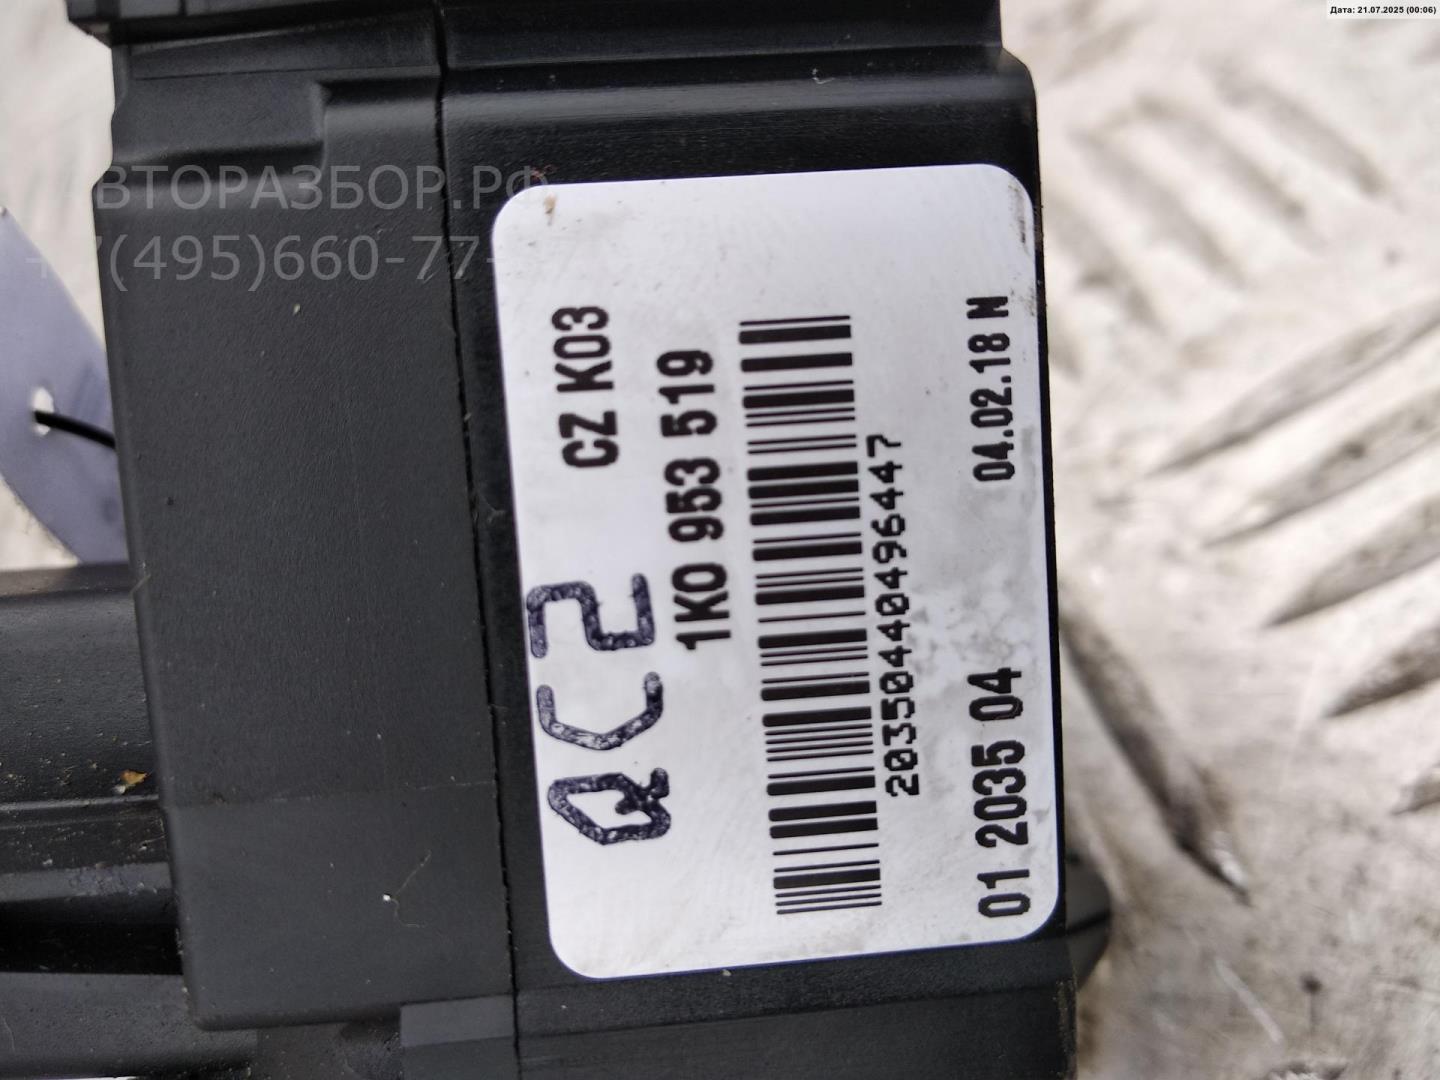 Дата: 21.07.2025 (00:06)
ВТОРАЗБОР.РФ
(495)660-77-
QC2
CZ K03
1K0 953 519
2035044040496447
04.02.18 N
01 2035 04